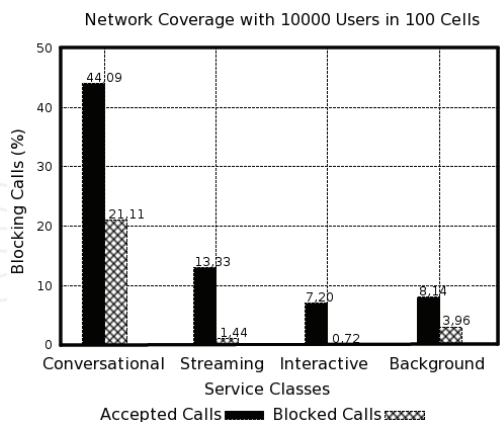 Network Coverage with 10000 Users in 100 Cells
50
40
30
20
10
0
Blocking Calls (%)
44,09
21,11
13,33
1,44
7,20
0,72
8,14
3,96
Conversational Streaming Interactive Background
Service Classes
Accepted Calls Blocked Calls